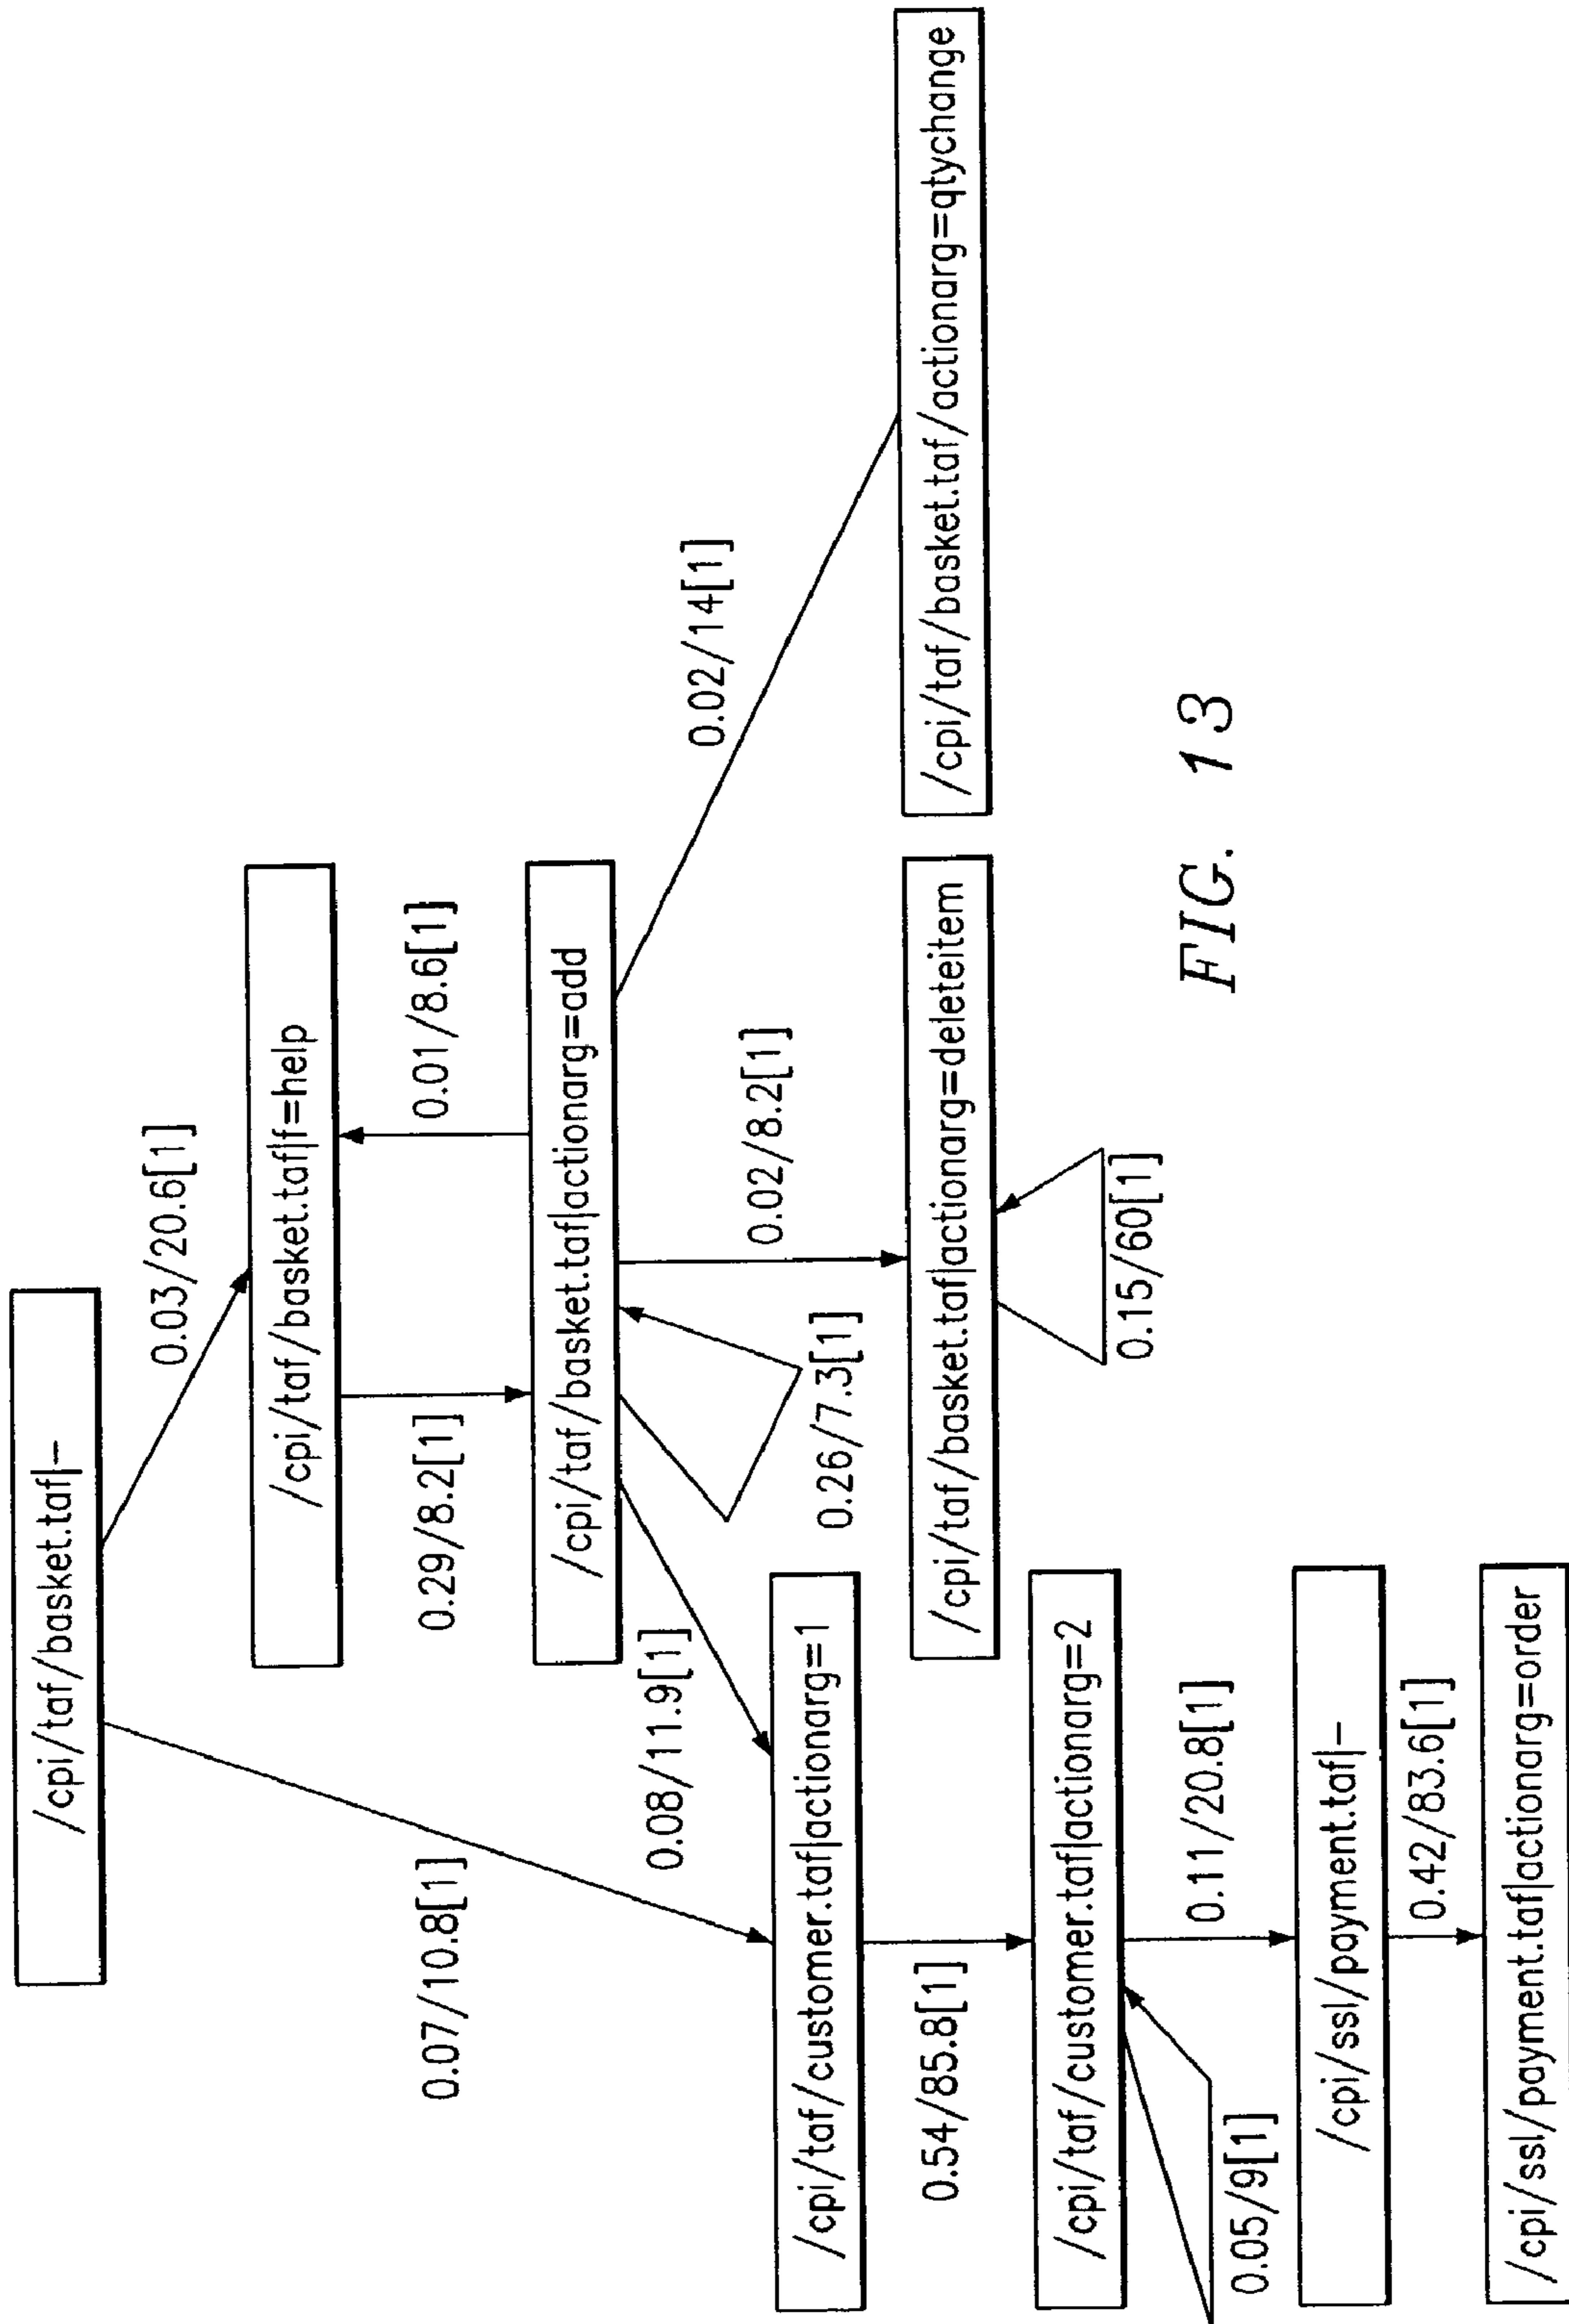 /cpi/taf/basket.taf|-
0.03/20.6[1]
0.07/10.8[1]
/cpi/taf/basket.taf|f=help
0.29/8.2[1]
0.01/8.6[1]
/cpi/taf/basket.taf|actionarg=add
0.08/11.9[1]
0.26/7.3[1]
0.02/8.2[1]
0.02/14[1]
/cpi/taf/customer.taf|actionarg=1
/cpi/taf/basket.taf|actionarg=deleteitem
/cpi/taf/basket.taf/actionarg=qtychange
0.54/85.8[1]
0.15/60[1]
/cpi/taf/customer.taf|actionarg=2
0.05/9[1]
0.11/20.8[1]
/cpi/ssl/payment.taf|-
0.42/83.6[1]
/cpi/ssl/payment.taf|actionarg=order
FIG. 13